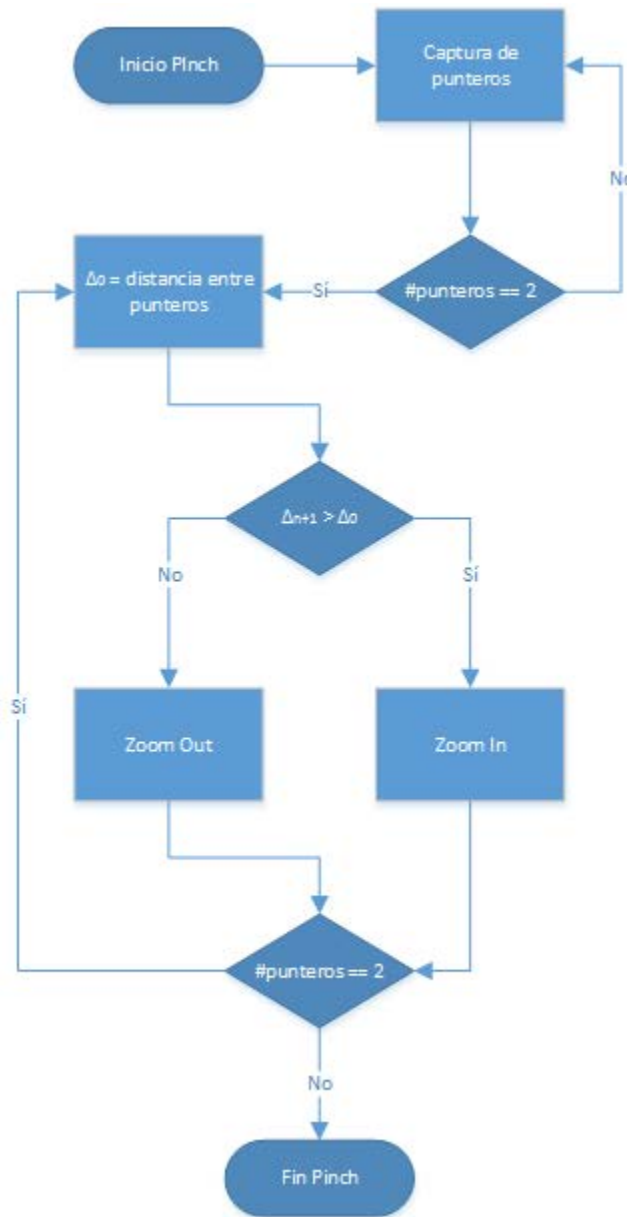 Inicio PInch
Captura de
punteros
No
Δ0 = distancia entre
punteros
Sí
#punteros == 2
Δn+1 > Δ0
No
Sí
Sí
Zoom Out
Zoom In
#punteros == 2
No
Fin Pinch